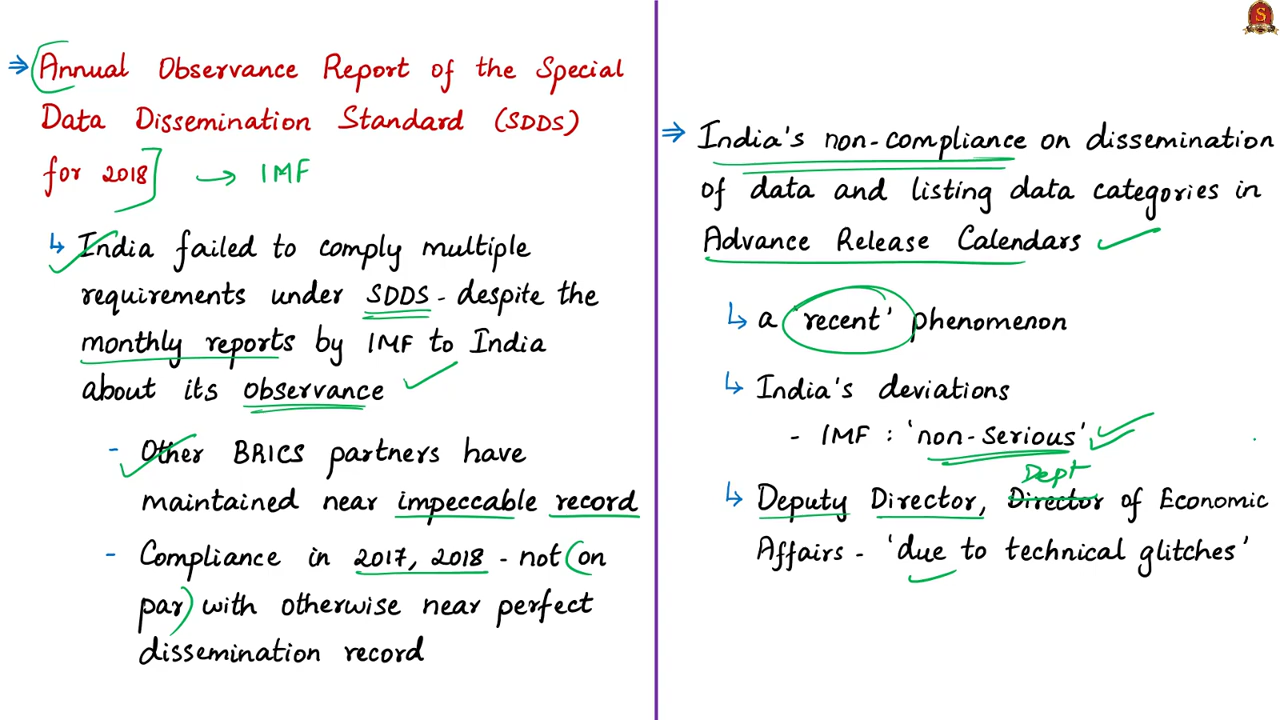 ⇒ Annual Observance Report of the Special
Data Dissemination Standard (SDDS)
for 2018 → IMF
↳ India failed to comply multiple
requirements under SDDS - despite the
monthly reports by IMF to India
about its observance
- Other BRICS partners have
maintained near impeccable record
- Compliance in 2017, 2018 - not (on
par) with otherwise near perfect
dissemination record
⇒ India's non-compliance on dissemination
of data and listing data categories in
Advance Release Calendars
↳ a 'recent' phenomenon
↳ India's deviations
- IMF : 'non-serious'
Dept
↳ Deputy Director, Director of Economic
Affairs - 'due to technical glitches'
S